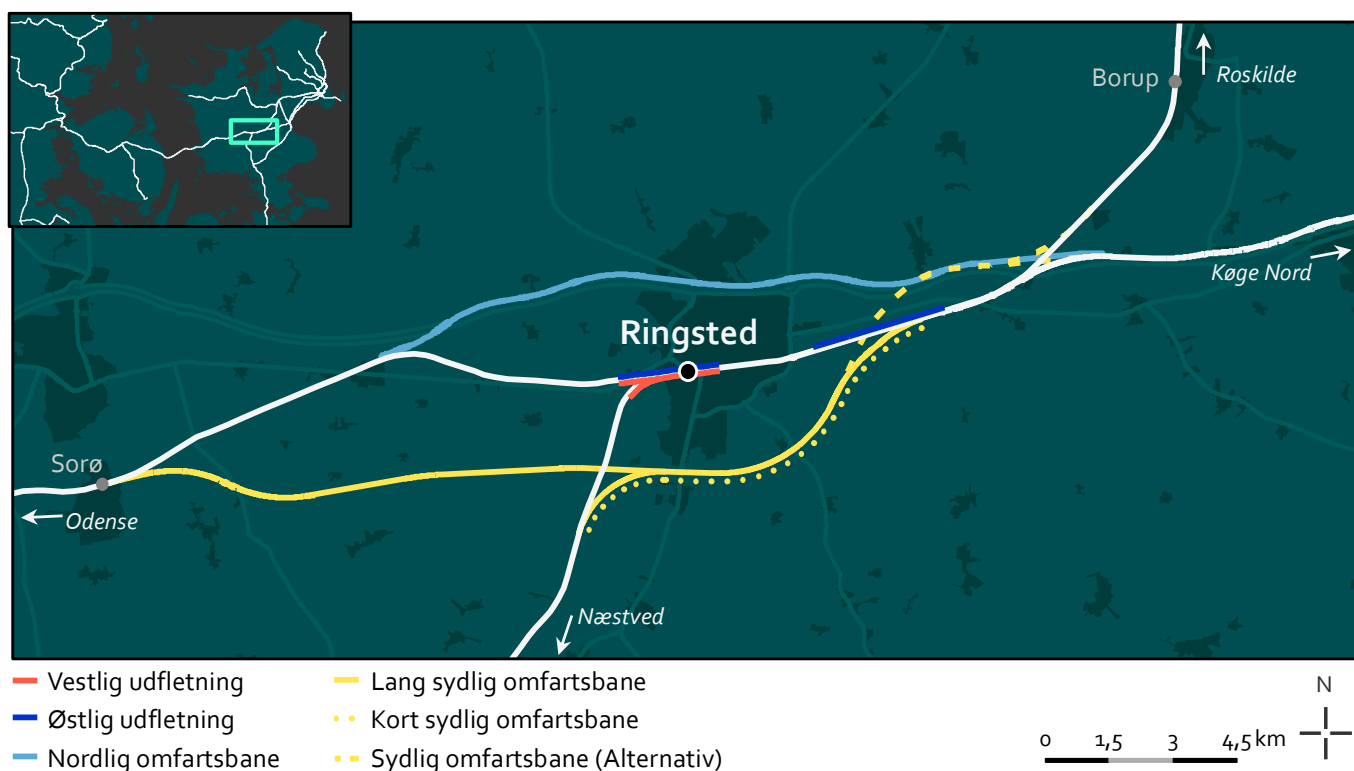 Borup
Roskilde
Køge Nord
Ringsted
Sorø
Odense
Næstved
Vestlig udfletning
Østlig udfletning
Nordlig omfartsbane
Lang sydlig omfartsbane
Kort sydlig omfartsbane
Sydlig omfartsbane (Alternativ)
N
0 1,5 3 4,5 km